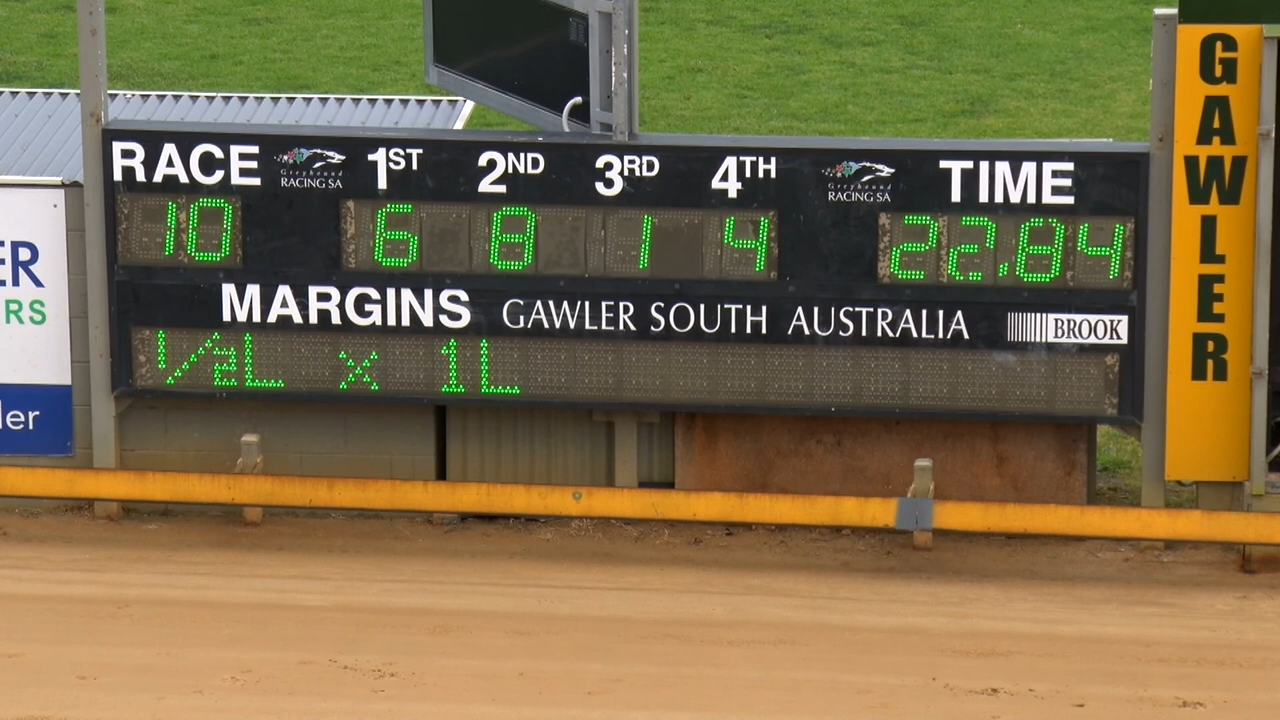 RACE 1ST 2ND 3RD 4TH TIME
Greyhound RACING SA
Greyhound RACING SA
10 6 8 1 4 22.84
MARGINS GAWLER SOUTH AUSTRALIA BROOK
1/2L x 1L
GAWLER
ER
RS
ler